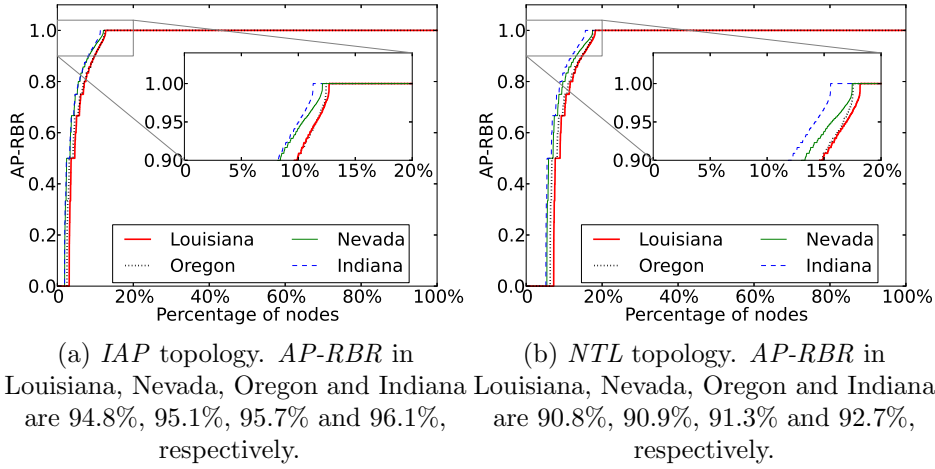 1.0
0.8
0.6
0.4
0.2
0.0
AP-RBR
1.00
0.95
0.90
0 5% 10% 15% 20%
Louisiana Nevada
Oregon Indiana
0 20% 40% 60% 80% 100%
Percentage of nodes
(a) IAP topology. AP-RBR in
Louisiana, Nevada, Oregon and Indiana
are 94.8%, 95.1%, 95.7% and 96.1%,
respectively.
1.0
0.8
0.6
0.4
0.2
0.0
AP-RBR
1.00
0.95
0.90
0 5% 10% 15% 20%
Louisiana Nevada
Oregon Indiana
0 20% 40% 60% 80% 100%
Percentage of nodes
(b) NTL topology. AP-RBR in
Louisiana, Nevada, Oregon and Indiana
are 90.8%, 90.9%, 91.3% and 92.7%,
respectively.